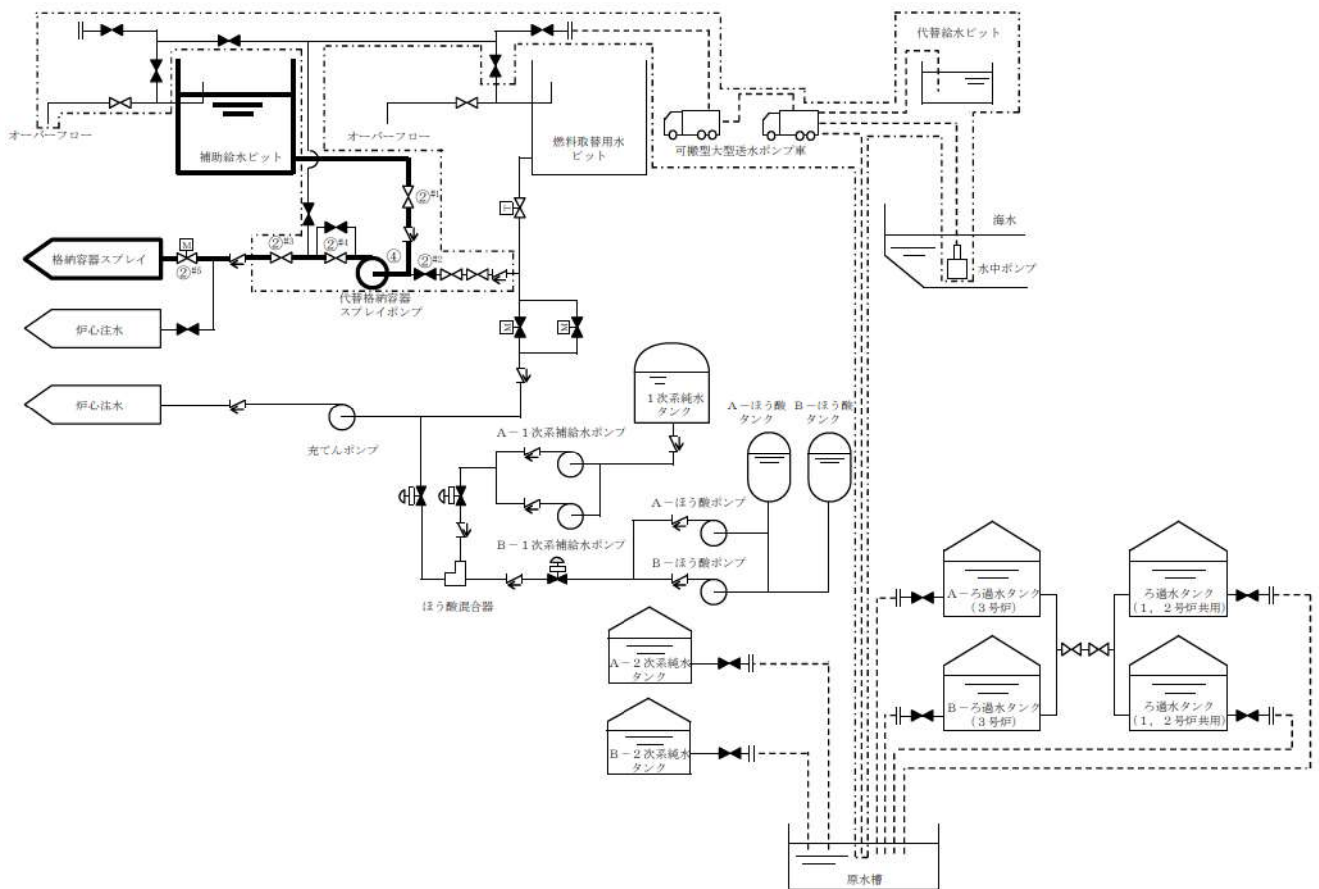 代替給水ピット
オーバーフロー
補助給水ピット
オーバーフロー
燃料取替用水
ピット
可搬型大型送水ポンプ車
海水
水中ポンプ
②#1
T
M
②#3
②#4
④
②#2
格納容器スプレイ
②#5
代替格納容器
スプレイポンプ
炉心注水
M
M
炉心注水
充てんポンプ
1次系純水
タンク
A-ほう酸
タンク
B-ほう酸
タンク
A-1次系補給水ポンプ
B-1次系補給水ポンプ
A-ほう酸ポンプ
B-ほう酸ポンプ
ほう酸混合器
A-2次系純水
タンク
B-2次系純水
タンク
A-ろ過水タンク
(3号炉)
ろ過水タンク
(1,2号炉共用)
B-ろ過水タンク
(3号炉)
ろ過水タンク
(1,2号炉共用)
原水槽